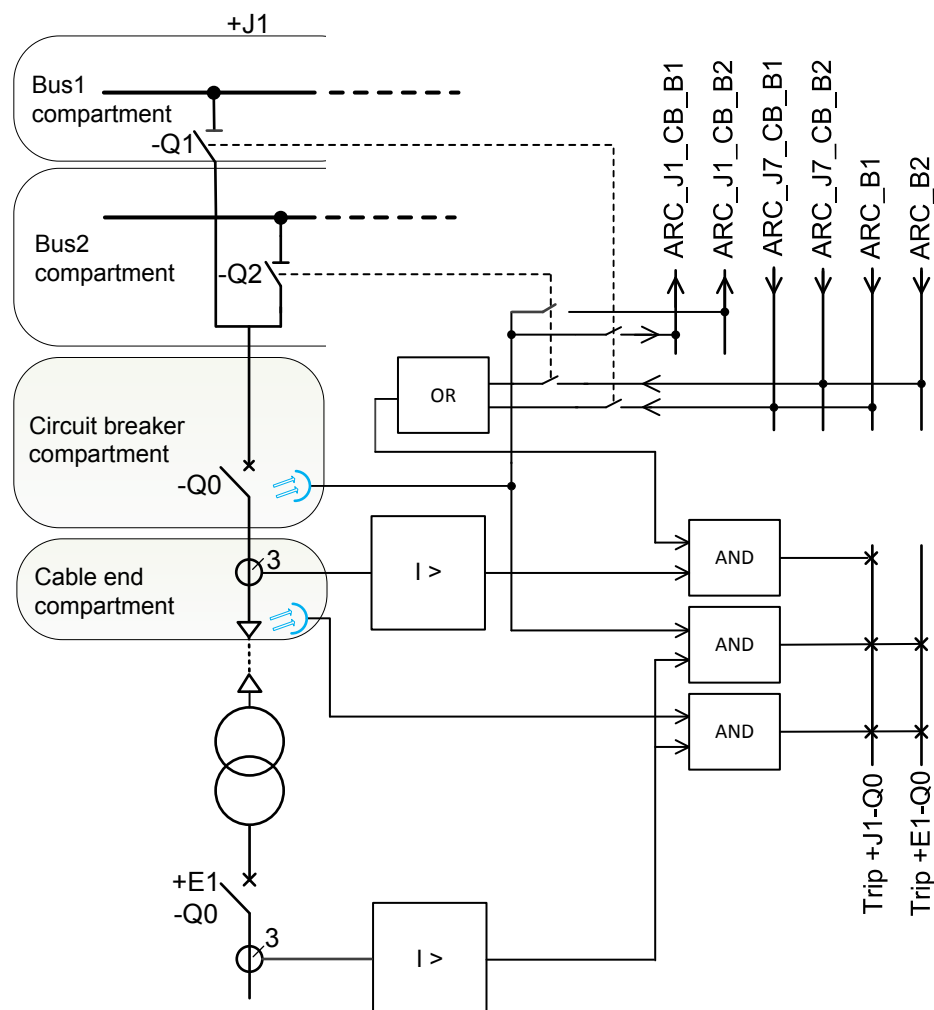 +J1
Bus1
compartment
-Q1
Bus2
compartment
-Q2
ARC_J1_CB_B1
ARC_J1_CB_B2
ARC_J7_CB_B1
ARC_J7_CB_B2
ARC_B1
ARC_B2
OR
Circuit breaker
compartment
-Q0
3
Cable end
compartment
I >
AND
AND
AND
Trip +J1-Q0
Trip +E1-Q0
+E1
-Q0
3
I >